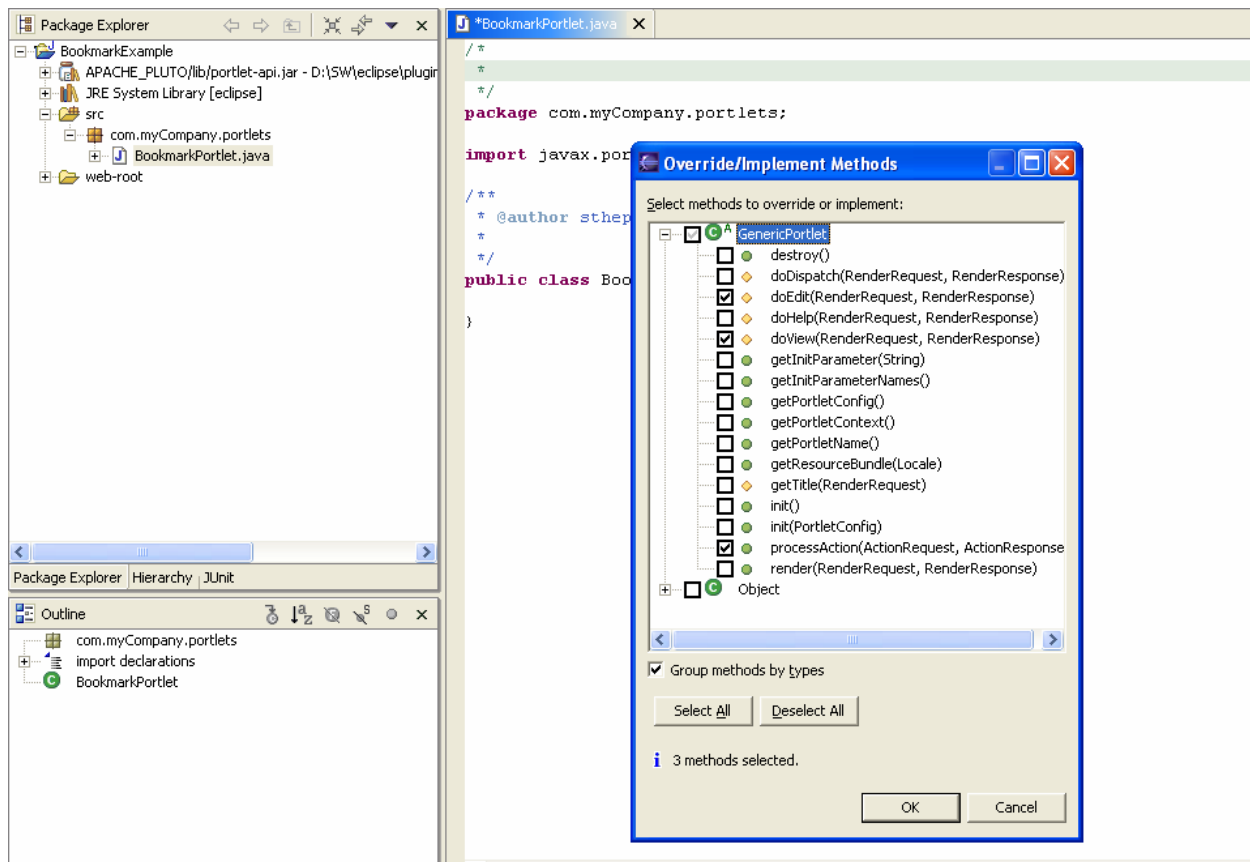 Package Explorer
BookmarkExample
APACHE_PLUTO/lib/portlet-api.jar - D:\SW\eclipse\plugin
JRE System Library [eclipse]
src
com.myCompany.portlets
BookmarkPortlet.java
web-root
Package Explorer Hierarchy JUnit
Outline
com.myCompany.portlets
import declarations
BookmarkPortlet
*BookmarkPortlet.java
/*
*
*/
package com.myCompany.portlets;
import javax.por
/**
* @author sthep
*
*/
public class Boo
}
Override/Implement Methods
Select methods to override or implement:
GenericPortlet
destroy()
doDispatch(RenderRequest, RenderResponse)
doEdit(RenderRequest, RenderResponse)
doHelp(RenderRequest, RenderResponse)
doView(RenderRequest, RenderResponse)
getInitParameter(String)
getInitParameterNames()
getPortletConfig()
getPortletContext()
getPortletName()
getResourceBundle(Locale)
getTitle(RenderRequest)
init()
init(PortletConfig)
processAction(ActionRequest, ActionResponse
render(RenderRequest, RenderResponse)
Object
Group methods by types
Select All Deselect All
3 methods selected.
OK Cancel